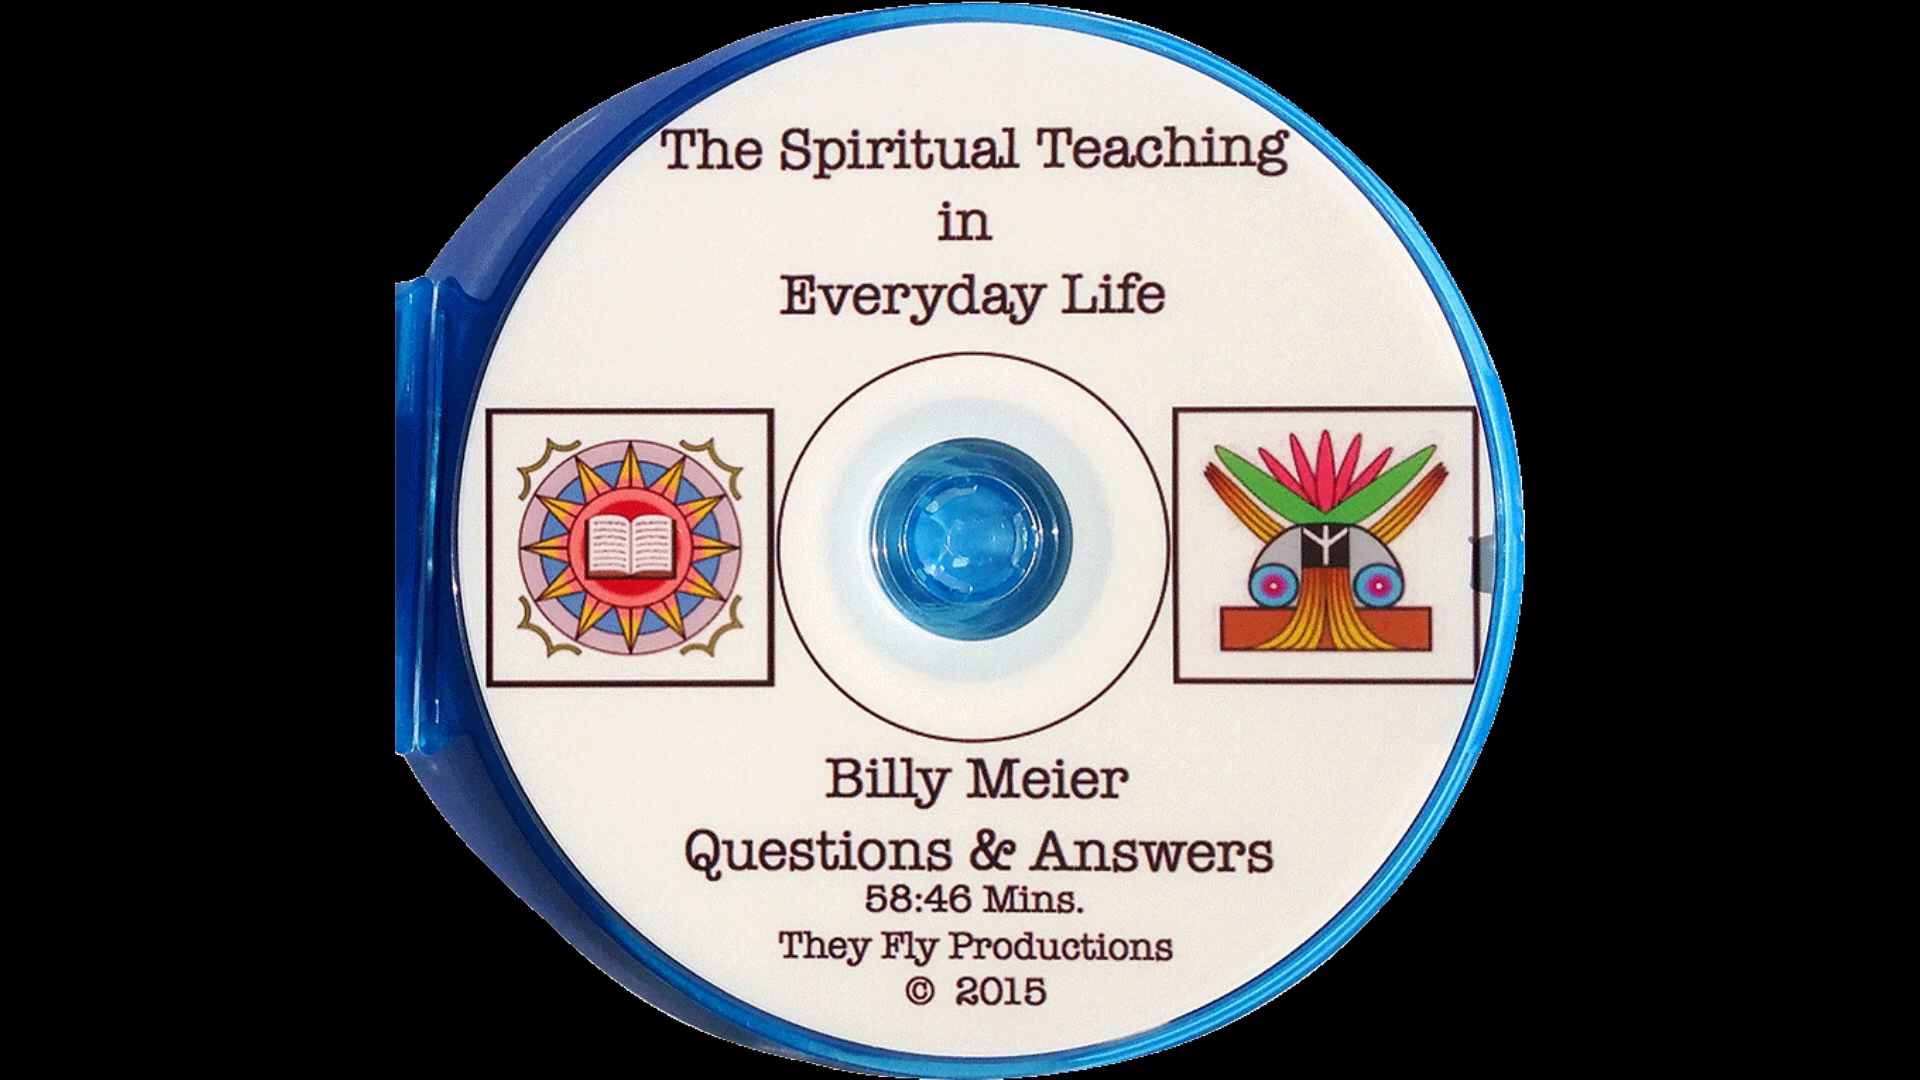 The Spiritual Teaching
in
Everyday Life
Billy Meier
Questions & Answers
58:46 Mins.
They Fly Productions
© 2015